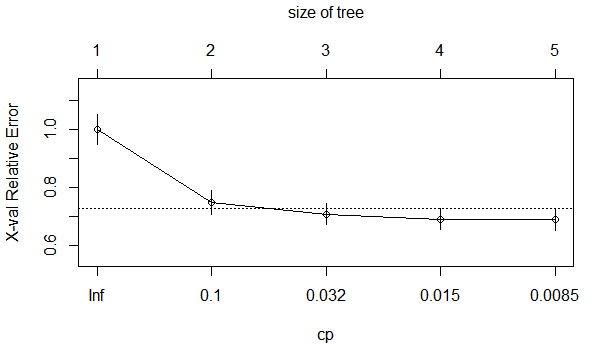 size of tree
1 2 3 4 5
X-val Relative Error
1.0
0.8
0.6
Inf 0.1 0.032 0.015 0.0085
cp